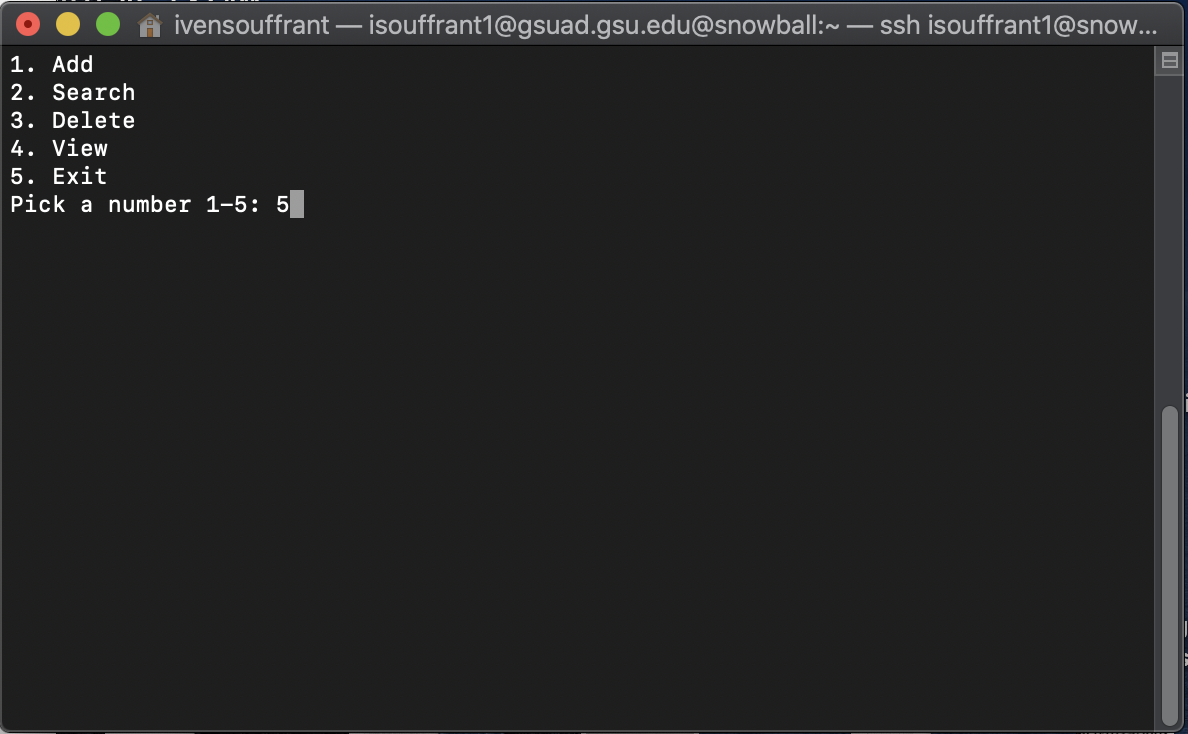 ivensouffrant — isouffrant1@gsuad.gsu.edu@snowball:~ — ssh isouffrant1@snow...
1. Add
2. Search
3. Delete
4. View
5. Exit
Pick a number 1-5: 5